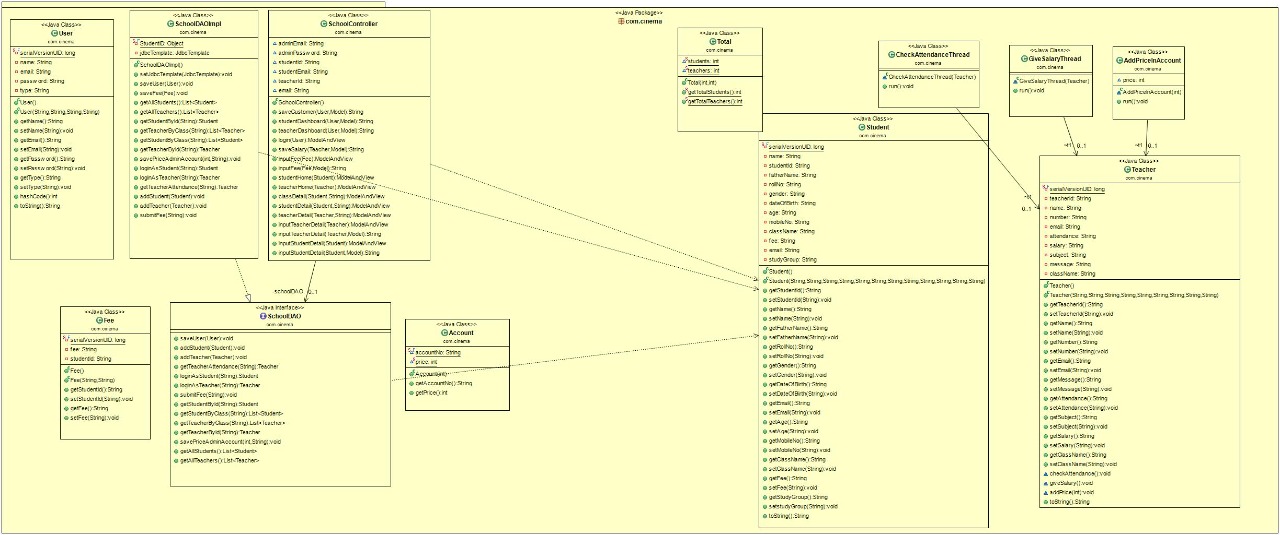 <<Java Package>>
com.cinema
<<Java Class>>
User
com.cinema
serialVersionUID: long
name: String
email: String
password: String
type: String
User()
User(String,String,String,String)
getName():String
setName(String):void
getEmail():String
setEmail(String):void
getPassword():String
setPassword(String):void
getType():String
setType(String):void
hashCode():int
toString():String
<<Java Class>>
SchoolDAOImpl
com.cinema
StudentID: Object
jdbcTemplate: JdbcTemplate
SchoolDAOImpl()
setJdbcTemplate(JdbcTemplate):void
saveUser(User):void
saveFee(Fee):void
getAllStudents():List<Student>
getAllTeachers():List<Teacher>
getStudentById(String):Student
getTeacherByClass(String):List<Teacher>
getStudentByClass(String):List<Student>
getTeacherById(String):Teacher
savePriceAdminAccount(int,String):void
loginAsStudent(String):Student
loginAsTeacher(String):Teacher
getTeacherAttendance(String):Teacher
addStudent(Student):void
addTeacher(Teacher):void
submitFee(String):void
<<Java Class>>
SchoolController
com.cinema
adminEmail: String
adminPassword: String
studentId: String
studentEmail: String
teacherId: String
email: String
SchoolController()
saveCustomer(User,Model):String
studentDashboard(User,Model):String
teacherDashboard(User,Model):String
login(User):ModelAndView
saveSalary(Teacher,Model):String
inputFee(Fee):ModelAndView
inputFee(Fee,Model):String
studentHome(Student):ModelAndView
teacherHome(Teacher):ModelAndView
classDetail(Student,String):ModelAndView
studentDetail(Student,String):ModelAndView
teacherDetail(Teacher,String):ModelAndView
inputTeacherDetail(Teacher):ModelAndView
inputTeacherDetail(Teacher,Model):String
inputStudentDetail(Student):ModelAndView
inputStudentDetail(Student,Model):String
<<Java Class>>
Total
com.cinema
students: int
teachers: int
Total(int,int)
getTotalStudents():int
getTotalTeachers():int
<<Java Class>>
CheckAttendanceThread
com.cinema
CheckAttendanceThread(Teacher)
run():void
<<Java Class>>
GiveSalaryThread
com.cinema
GiveSalaryThread(Teacher)
run():void
<<Java Class>>
AddPriceInAccount
com.cinema
price: int
AddPriceInAccount(int)
run():void
-t1
0..1
-t1
0..1
-t1
0..1
<<Java Class>>
Student
com.cinema
serialVersionUID: long
name: String
studentId: String
fatherName: String
rollNo: String
gender: String
dateOfBirth: String
age: String
mobileNo: String
className: String
fee: String
email: String
studyGroup: String
Student()
Student(String,String,String,String,String,String,String,String,String,String,String,String)
getStudentId():String
setStudentId(String):void
getName():String
setName(String):void
getFatherName():String
setFatherName(String):void
getRollNo():String
setRollNo(String):void
getGender():String
setGender(String):void
getDateOfBirth():String
setDateOfBirth(String):void
getEmail():String
setEmail(String):void
getAge():String
setAge(String):void
getMobileNo():String
setMobileNo(String):void
getClassName():String
setClassName(String):void
getFee():String
setFee(String):void
getStudyGroup():String
setstudyGroup(String):void
toString():String
<<Java Class>>
Teacher
com.cinema
serialVersionUID: long
teacherId: String
name: String
number: String
email: String
attendance: String
salary: String
subject: String
message: String
className: String
Teacher()
Teacher(String,String,String,String,String,String,String,String,String)
getTeacherId():String
setTeacherId(String):void
getName():String
setName(String):void
getNumber():String
setNumber(String):void
getEmail():String
setEmail(String):void
getMessage():String
setMessage(String):void
getAttendance():String
setAttendance(String):void
getSubject():String
setSubject(String):void
getSalary():String
setSalary(String):void
getClassName():String
setClassName(String):void
checkAttendance():void
giveSalary():void
addPrice(int):void
toString():String
schoolDAO
0..1
<<Java Class>>
Fee
com.cinema
serialVersionUID: long
fee: String
studentId: String
Fee()
Fee(String,String)
getStudentId():String
setStudentId(String):void
getFee():String
setFee(String):void
<<Java Interface>>
SchoolDAO
com.cinema
saveUser(User):void
addStudent(Student):void
addTeacher(Teacher):void
getTeacherAttendance(String):Teacher
loginAsStudent(String):Student
loginAsTeacher(String):Teacher
submitFee(String):void
getStudentById(String):Student
getStudentByClass(String):List<Student>
getTeacherByClass(String):List<Teacher>
getTeacherById(String):Teacher
savePriceAdminAccount(int,String):void
getAllStudents():List<Student>
getAllTeachers():List<Teacher>
<<Java Class>>
Account
com.cinema
accountNo: String
price: int
Account(int)
getAccountNo():String
getPrice():int